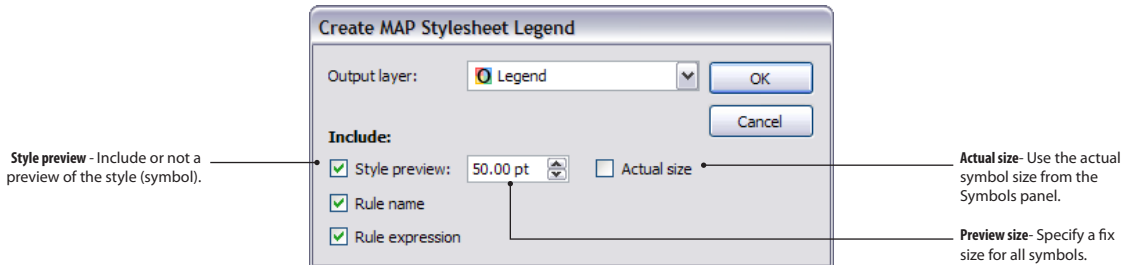 Create MAP Stylesheet Legend
Output layer:
Legend
OK
Cancel
Include:
Style preview - Include or not a
preview of the style (symbol).
Style preview:
50.00 pt
Actual size
Actual size- Use the actual
symbol size from the
Symbols panel.
Rule name
Rule expression
Preview size- Specify a fix
size for all symbols.